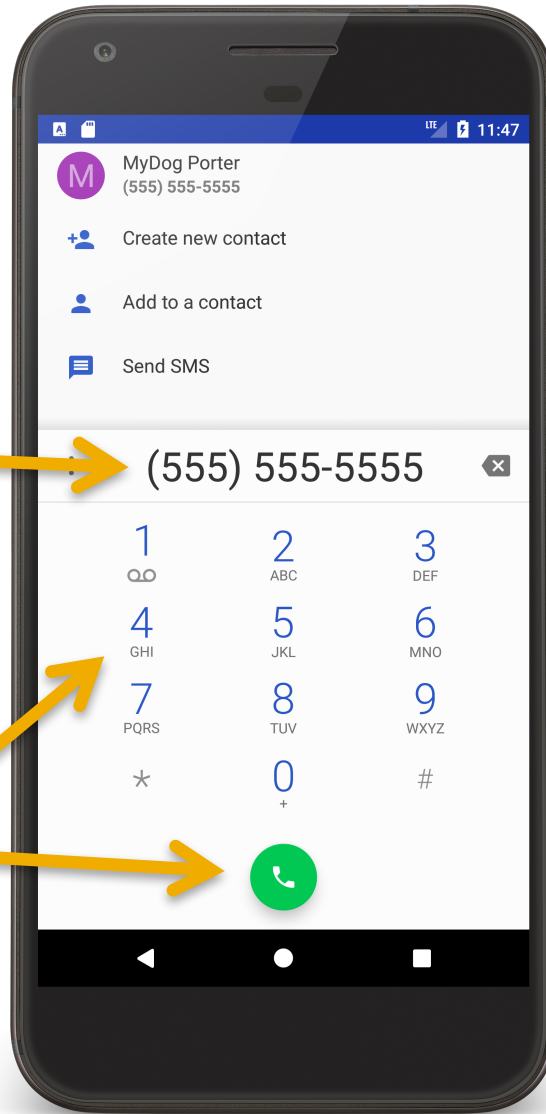 LTE 11:47
M
MyDog Porter
(555) 555-5555
Create new contact
Add to a contact
Send SMS
(555) 555-5555
1 2 3
ABC DEF
4 5 6
GHI JKL MNO
7 8 9
PQRS TUV WXYZ
* 0 #
+